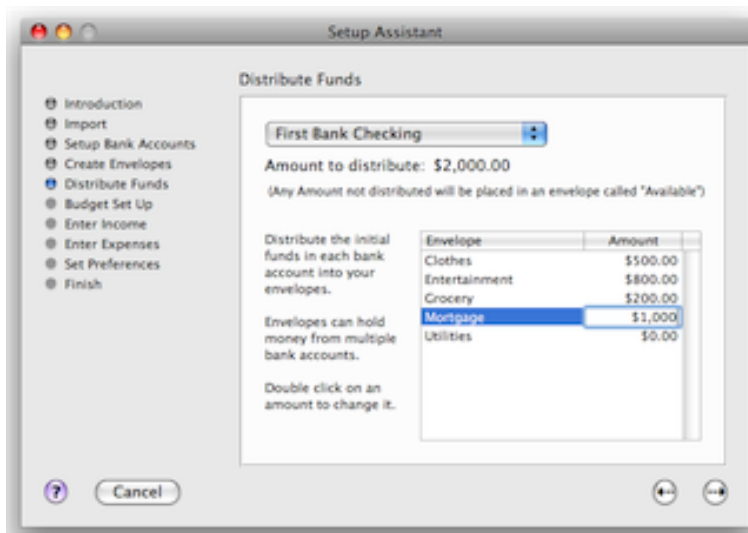 Setup Assistant
Distribute Funds
Introduction
Import
Setup Bank Accounts
Create Envelopes
Distribute Funds
Budget Set Up
Enter Income
Enter Expenses
Set Preferences
Finish
First Bank Checking
Amount to distribute: $2,000.00
(Any Amount not distributed will be placed in an envelope called "Available")
Distribute the initial
funds in each bank
account into your
envelopes.
Envelopes can hold
money from multiple
bank accounts.
Double click on an
amount to change it.
Envelope Amount
Clothes $500.00
Entertainment $800.00
Grocery $200.00
Mortgage $1,000
Utilities $0.00
? Cancel